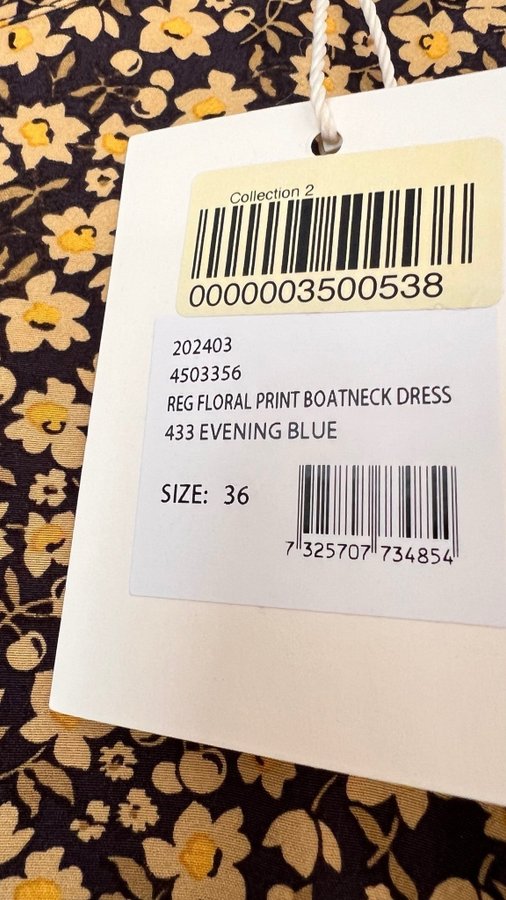 Collection 2
0000003500538
202403
4503356
REG FLORAL PRINT BOATNECK DRESS
433 EVENING BLUE
SIZE: 36
7 325707 734854